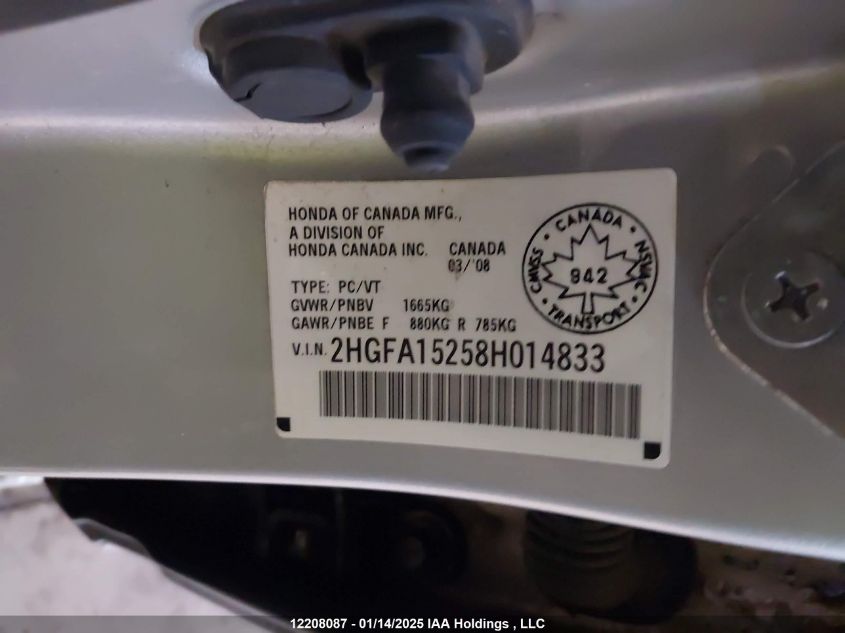 HONDA OF CANADA MFG.,
A DIVISION OF
HONDA CANADA INC. CANADA
03/'08
TYPE: PC/VT
GVWR/PNBV 1665KG
GAWR/PNBE F 880KG R 785KG
V.I.N. 2HGFA15258H014833
CANADA
CMVSS
NSVAC
842
TRANSPORT
12208087 - 01/14/2025 IAA Holdings , LLC